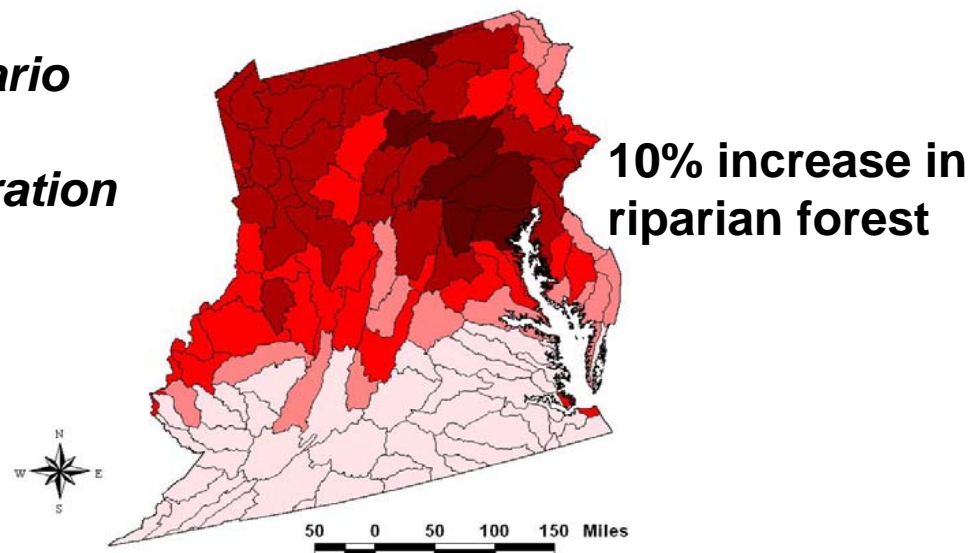 ario
ration
10% increase in
riparian forest
N
W E
S
50 0 50 100 150 Miles